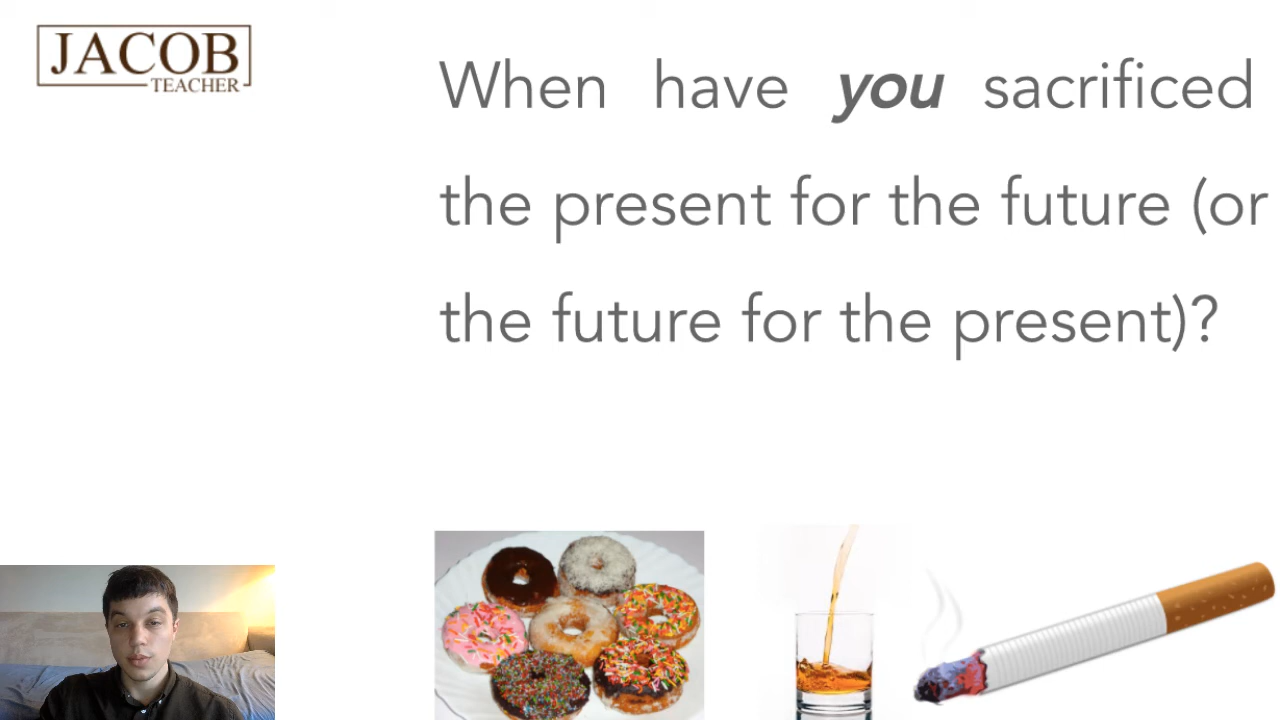 JACOB
TEACHER
When have you sacrificed
the present for the future (or
the future for the present)?